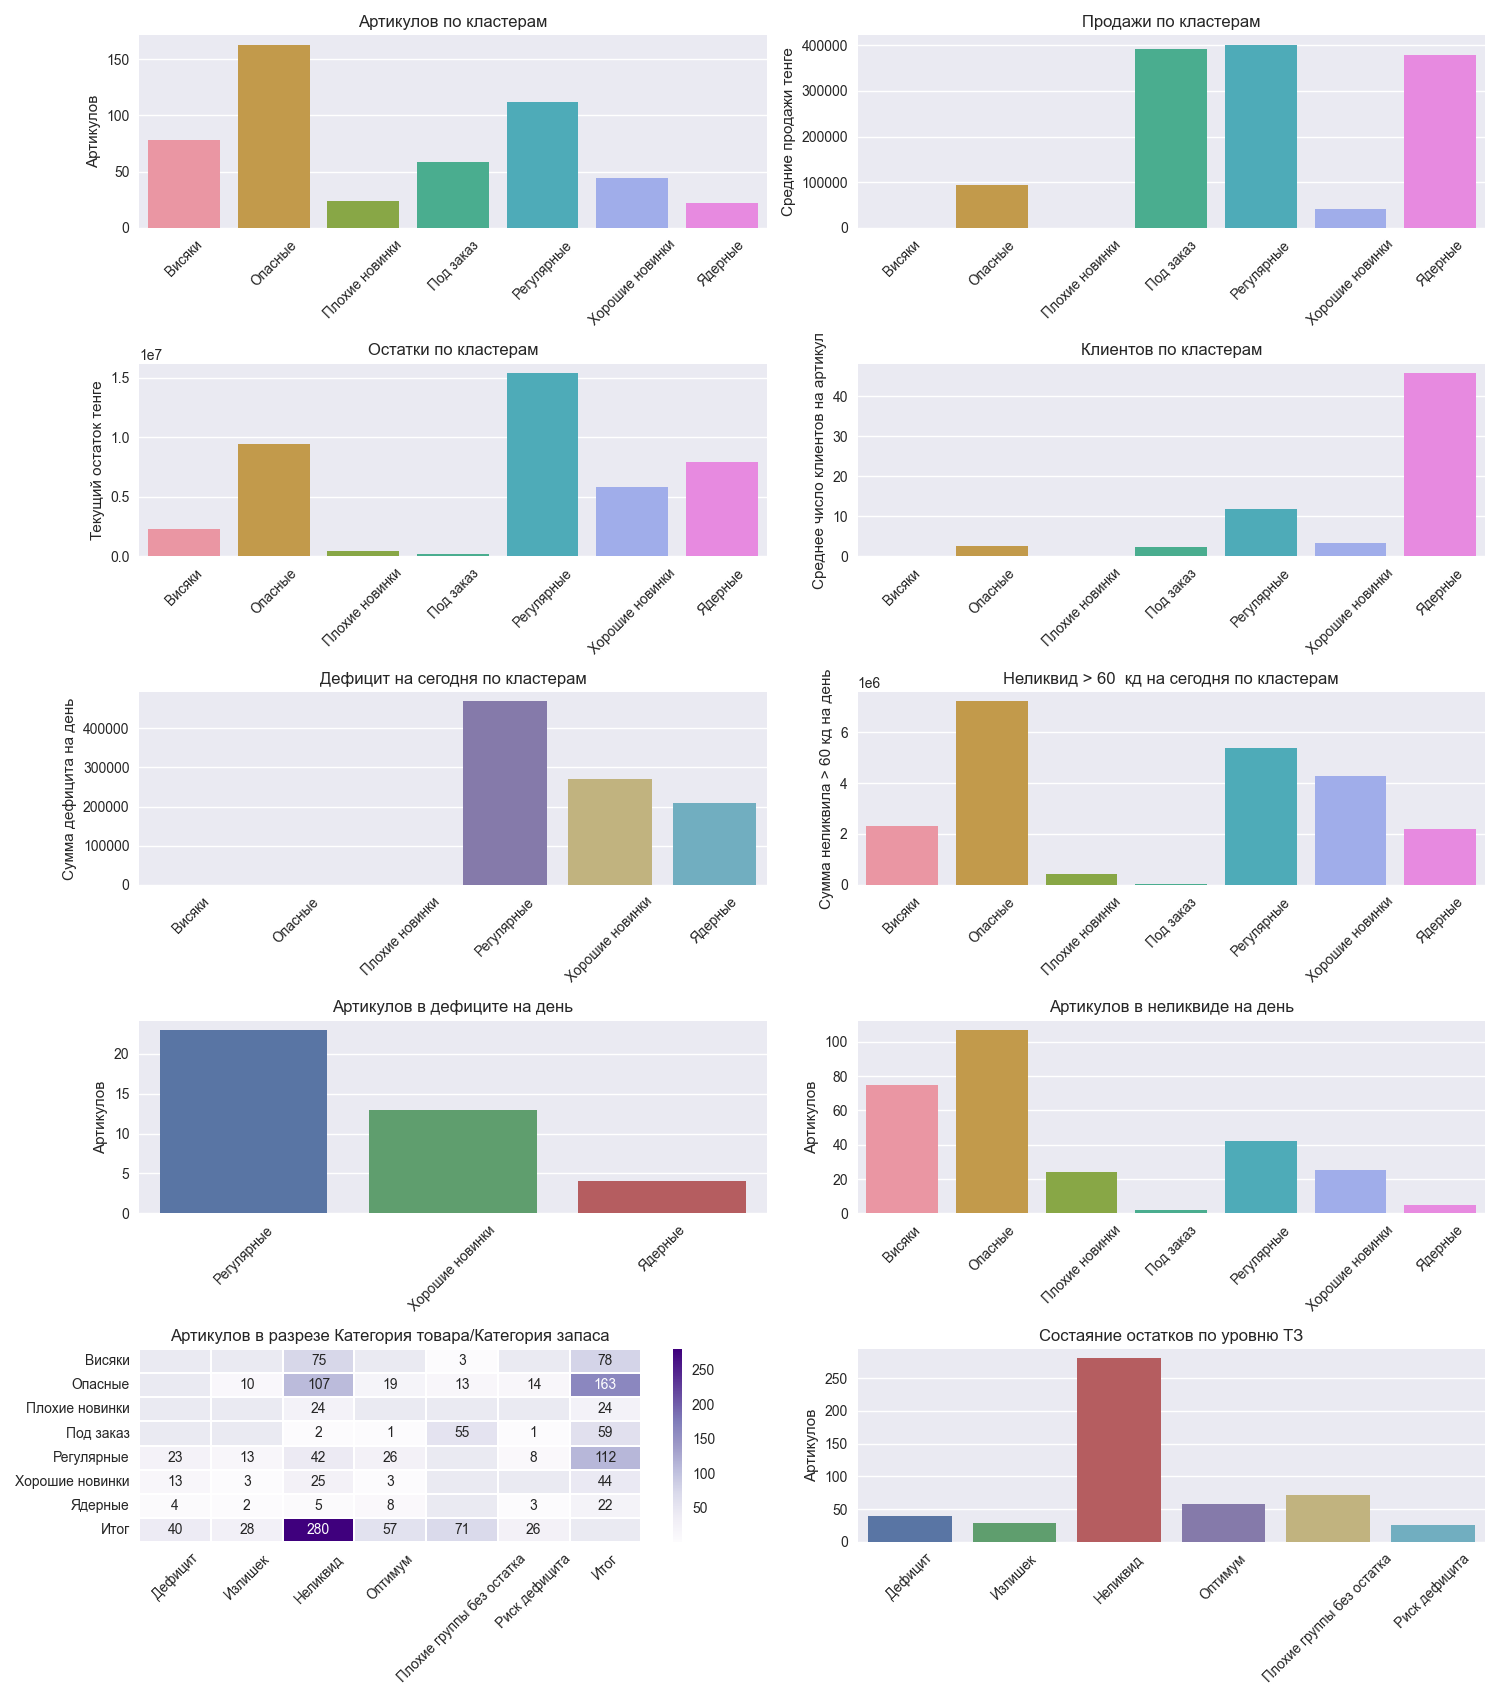 Артикулов по кластерам
Артикулов
150
100
50
0
Висяки
Опасные
Плохие новинки
Под заказ
Регулярные
Хорошие новинки
Ядерные
Продажи по кластерам
Средние продажи тенге
400000
300000
200000
100000
0
Висяки
Опасные
Плохие новинки
Под заказ
Регулярные
Хорошие новинки
Ядерные
Остатки по кластерам
1e7
Текущий остаток тенге
1.5
1.0
0.5
0.0
Висяки
Опасные
Плохие новинки
Под заказ
Регулярные
Хорошие новинки
Ядерные
Клиентов по кластерам
Среднее число клиентов на артикул
40
30
20
10
0
Висяки
Опасные
Плохие новинки
Под заказ
Регулярные
Хорошие новинки
Ядерные
Дефицит на сегодня по кластерам
Сумма дефицита на день
400000
300000
200000
100000
0
Висяки
Опасные
Плохие новинки
Регулярные
Хорошие новинки
Ядерные
Неликвид > 60  кд на сегодня по кластерам
1e6
Сумма неликвила > 60 кд на день
6
4
2
0
Висяки
Опасные
Плохие новинки
Под заказ
Регулярные
Хорошие новинки
Ядерные
Артикулов в дефиците на день
Артикулов
20
15
10
5
0
Регулярные
Хорошие новинки
Ядерные
Артикулов в неликвиде на день
Артикулов
100
80
60
40
20
0
Висяки
Опасные
Плохие новинки
Под заказ
Регулярные
Хорошие новинки
Ядерные
Артикулов в разрезе Категория товара/Категория запаса
Висяки 75 3 78
Опасные 10 107 19 13 14 163
Плохие новинки 24 24
Под заказ 2 1 55 1 59
Регулярные 23 13 42 26 8 112
Хорошие новинки 13 3 25 3 44
Ядерные 4 2 5 8 3 22
Итог 40 28 280 57 71 26
Дефицит
Излишек
Неликвид
Оптимум
Плохие группы без остатка
Риск дефицита
Итог
250
200
150
100
50
Состаяние остатков по уровню ТЗ
Артикулов
250
200
150
100
50
0
Дефицит
Излишек
Неликвид
Оптимум
Плохие группы без остатка
Риск дефицита